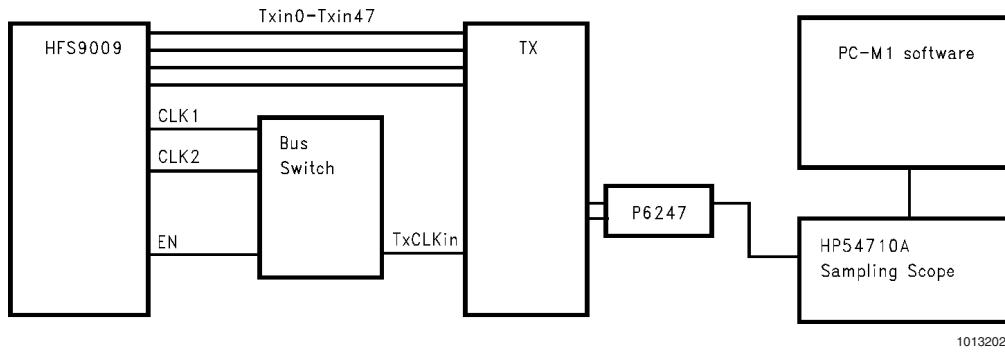 Txin0-Txin47
HFS9009
TX
PC-M1 software
CLK1
Bus
Switch
CLK2
P6247
EN
TxCLKin
HP54710A
Sampling Scope
1013202